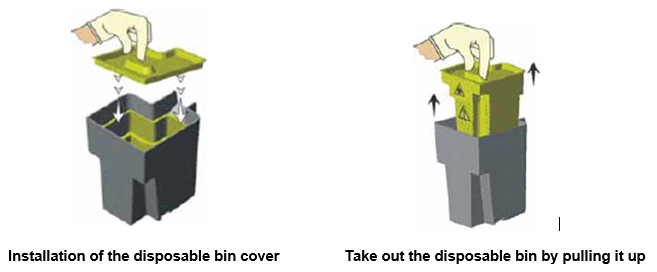 Installation of the disposable bin cover
Take out the disposable bin by pulling it up